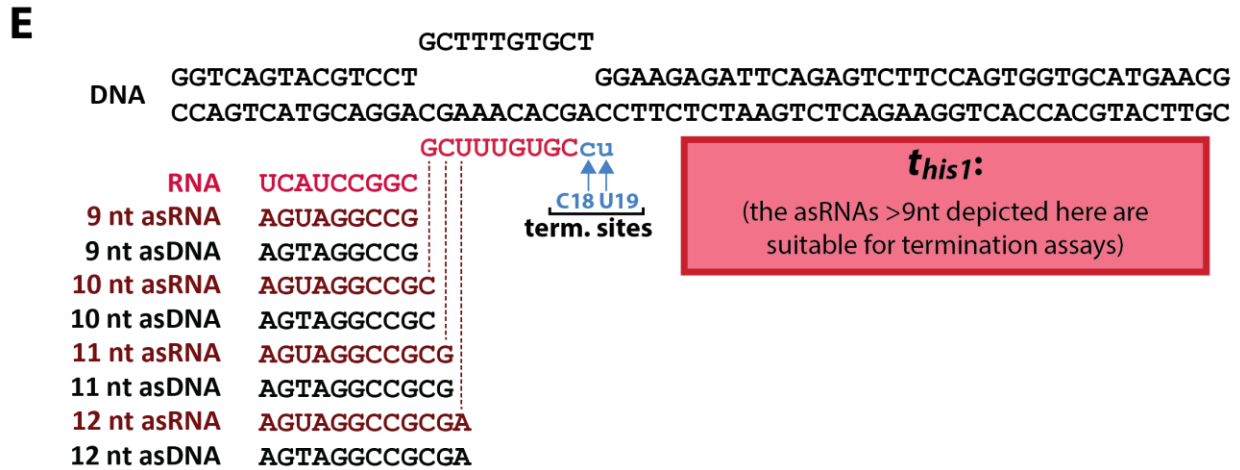 E
GCTTTGTGCT
GGTCAGTACGTCCT GGAAGAGATTCAGAGTCTTCCAGTGGTGCATGAACG
DNA
CCAGTCATGCAGGACGAAACACGACCTTCTCTAAGTCTCAGAAGGTCACCACGTACTTGC
GCUUUGUGCcu
RNA UCAUCCGGC
C18 U19
term. sites
9 nt asRNA AGUAGGCCG
9 nt asDNA AGTAGGCCG
10 nt asRNA AGUAGGCCGC
10 nt asDNA AGTAGGCCGC
11 nt asRNA AGUAGGCCGCG
11 nt asDNA AGTAGGCCGCG
12 nt asRNA AGUAGGCCGCGA
12 nt asDNA AGTAGGCCGCGA
this1:
(the asRNAs >9nt depicted here are
suitable for termination assays)